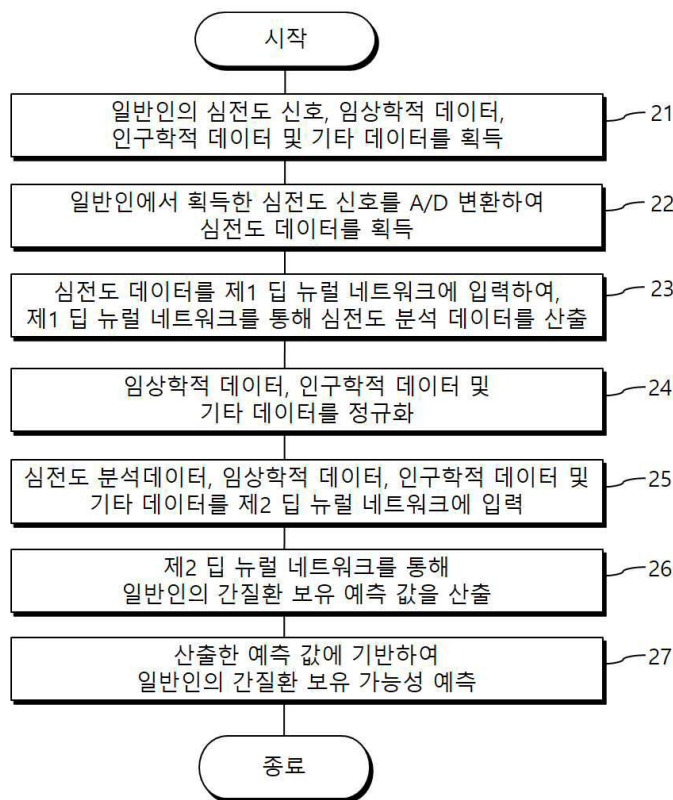 시작
일반인의 심전도 신호, 임상학적 데이터,
인구학적 데이터 및 기타 데이터를 획득
21
일반인에서 획득한 심전도 신호를 A/D 변환하여
심전도 데이터를 획득
22
심전도 데이터를 제1 딥 뉴럴 네트워크에 입력하여,
제1 딥 뉴럴 네트워크를 통해 심전도 분석 데이터를 산출
23
임상학적 데이터, 인구학적 데이터 및
기타 데이터를 정규화
24
심전도 분석데이터, 임상학적 데이터, 인구학적 데이터 및
기타 데이터를 제2 딥 뉴럴 네트워크에 입력
25
제2 딥 뉴럴 네트워크를 통해
일반인의 간질환 보유 예측 값을 산출
26
산출한 예측 값에 기반하여
일반인의 간질환 보유 가능성 예측
27
종료